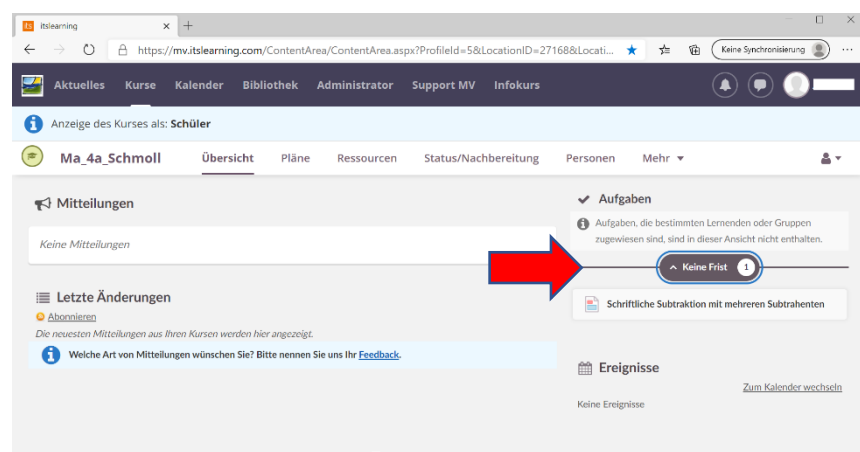 its itslearning
https://mv.itslearning.com/ContentArea/ContentArea.aspx?ProfileId=5&LocationID=27168&Locati...
Keine Synchronisierung
Aktuelles Kurse Kalender Bibliothek Administrator Support MV Infokurs
Anzeige des Kurses als: Schüler
Ma_4a_Schmoll Übersicht Pläne Ressourcen Status/Nachbereitung Personen Mehr
Mitteilungen
Keine Mitteilungen
Letzte Änderungen
Abonnieren
Die neuesten Mitteilungen aus Ihren Kursen werden hier angezeigt.
Welche Art von Mitteilungen wünschen Sie? Bitte nennen Sie uns Ihr Feedback.
Aufgaben
Aufgaben, die bestimmten Lernenden oder Gruppen
zugewiesen sind, sind in dieser Ansicht nicht enthalten.
Keine Frist 1
Schriftliche Subtraktion mit mehreren Subtrahenten
Ereignisse
Zum Kalender wechseln
Keine Ereignisse